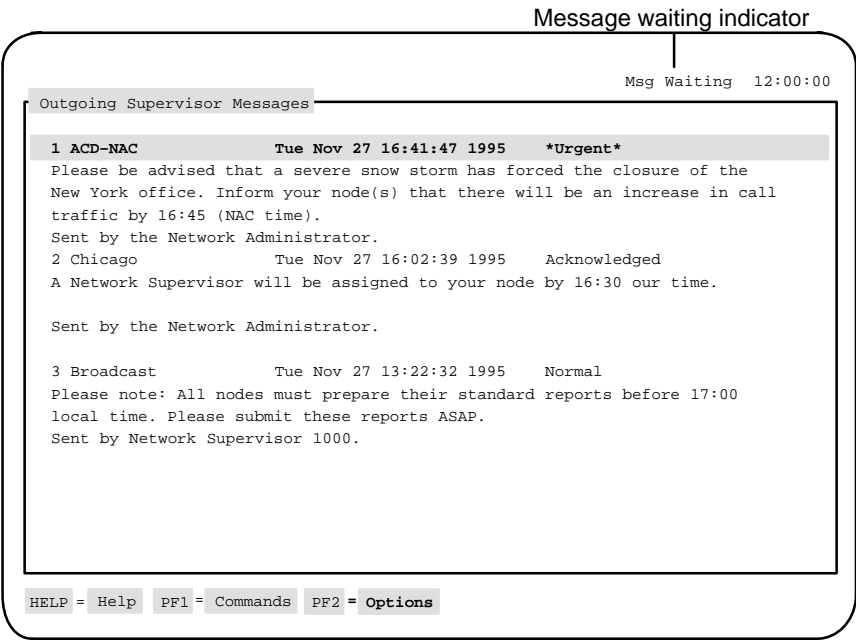 Message waiting indicator
Msg Waiting 12:00:00
Outgoing Supervisor Messages
1 ACD–NAC Tue Nov 27 16:41:47 1995 *Urgent*
Please be advised that a severe snow storm has forced the closure of the
New York office. Inform your node(s) that there will be an increase in call
traffic by 16:45 (NAC time).
Sent by the Network Administrator.
2 Chicago Tue Nov 27 16:02:39 1995 Acknowledged
A Network Supervisor will be assigned to your node by 16:30 our time.
Sent by the Network Administrator.
3 Broadcast Tue Nov 27 13:22:32 1995 Normal
Please note: All nodes must prepare their standard reports before 17:00
local time. Please submit these reports ASAP.
Sent by Network Supervisor 1000.
HELP = Help PF1 = Commands PF2 = Options